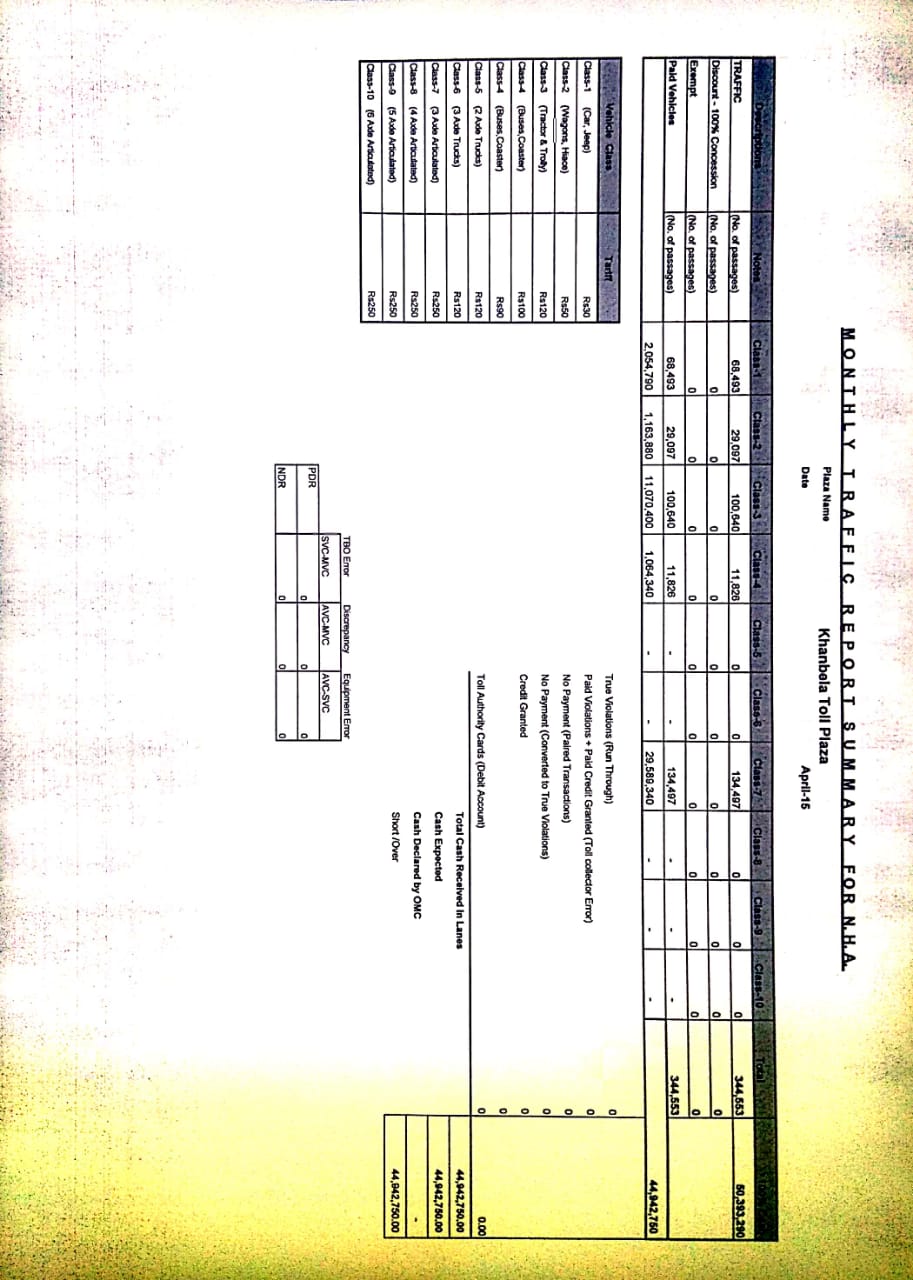 MONTHLY TRAFFIC REPORT SUMMARY FOR N.H.A.
Plaza Name Khanbela Toll Plaza
Date April-15
Descriptions Notes Class-1 Class-2 Class-3 Class-4 Class-5 Class-6 Class-7 Class-8 Class-9 Class-10 Total
TRAFFIC (No. of passages) 68,493 29,097 100,640 11,826 0 0 134,497 0 0 0 344,553 50,393,290
Discount - 100% Concession (No. of passages) 0 0 0 0 0 0 0 0 0 0 0
Exempt (No. of passages) 0 0 0 0 0 0 0 0 0 0 0
Paid Vehicles (No. of passages) 68,493 29,097 100,640 11,826 - - 134,497 - - - 344,553
2,054,790 1,163,880 11,070,400 1,064,340 - - 29,589,340 - - - 44,942,750
Vehicle Class Tariff
Class-1 (Car, Jeep) Rs30
Class-2 (Wagons, Hiace) Rs50
Class-3 (Tractor & Trolly) Rs120
Class-4 (Buses,Coaster) Rs100
Class-4 (Buses,Coaster) Rs90
Class-5 (2 Axle Trucks) Rs120
Class-6 (3 Axle Trucks) Rs120
Class-7 (3 Axle Articulated) Rs250
Class-8 (4 Axle Articulated) Rs250
Class-9 (5 Axle Articulated) Rs250
Class-10 (6 Axle Articulated) Rs250
True Violations (Run Through) 0
Paid Violations + Paid Credit Granted (Toll collector Error) 0
No Payment (Paired Transactions) 0
No Payment (Converted to True Violations) 0
Credit Granted 0
0
Toll Authority Cards (Debit Account) 0 0.00
Total Cash Received in Lanes 44,942,750.00
Cash Expected 44,942,750.00
Cash Declared by OMC -
Short /Over 44,942,750.00
TBO Error Discrepancy Equipment Error
SVC-MVC AVC-MVC AVC-SVC
PDR 0 0 0
NDR 0 0 0